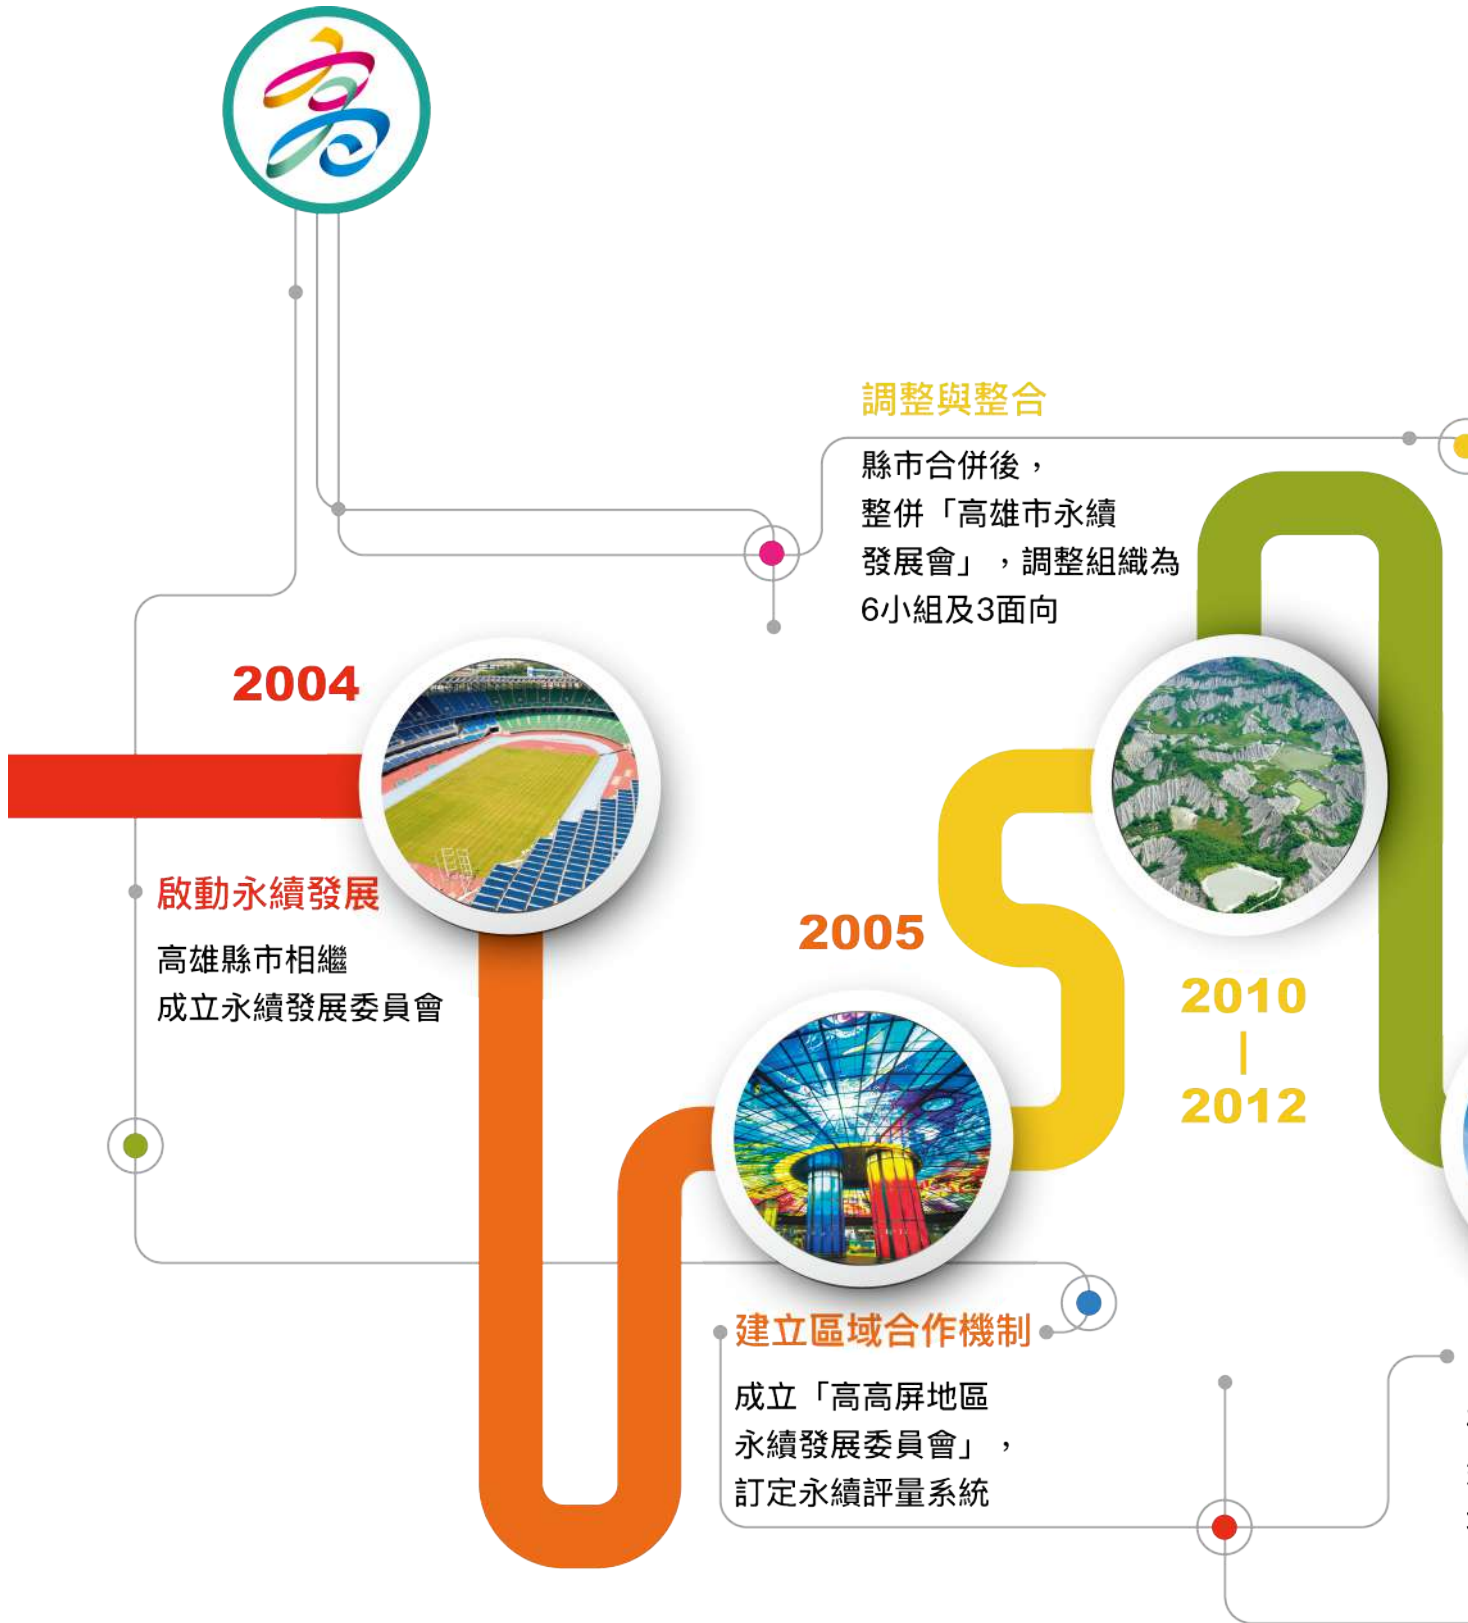 調整與整合
縣市合併後，
整併「高雄市永續
發展會」，調整組織為
6小組及3面向
2004
啟動永續發展
高雄縣市相繼
成立永續發展委員會
2005
建立區域合作機制
成立「高高屏地區
永續發展委員會」，
訂定永續評量系統
2010
|
2012